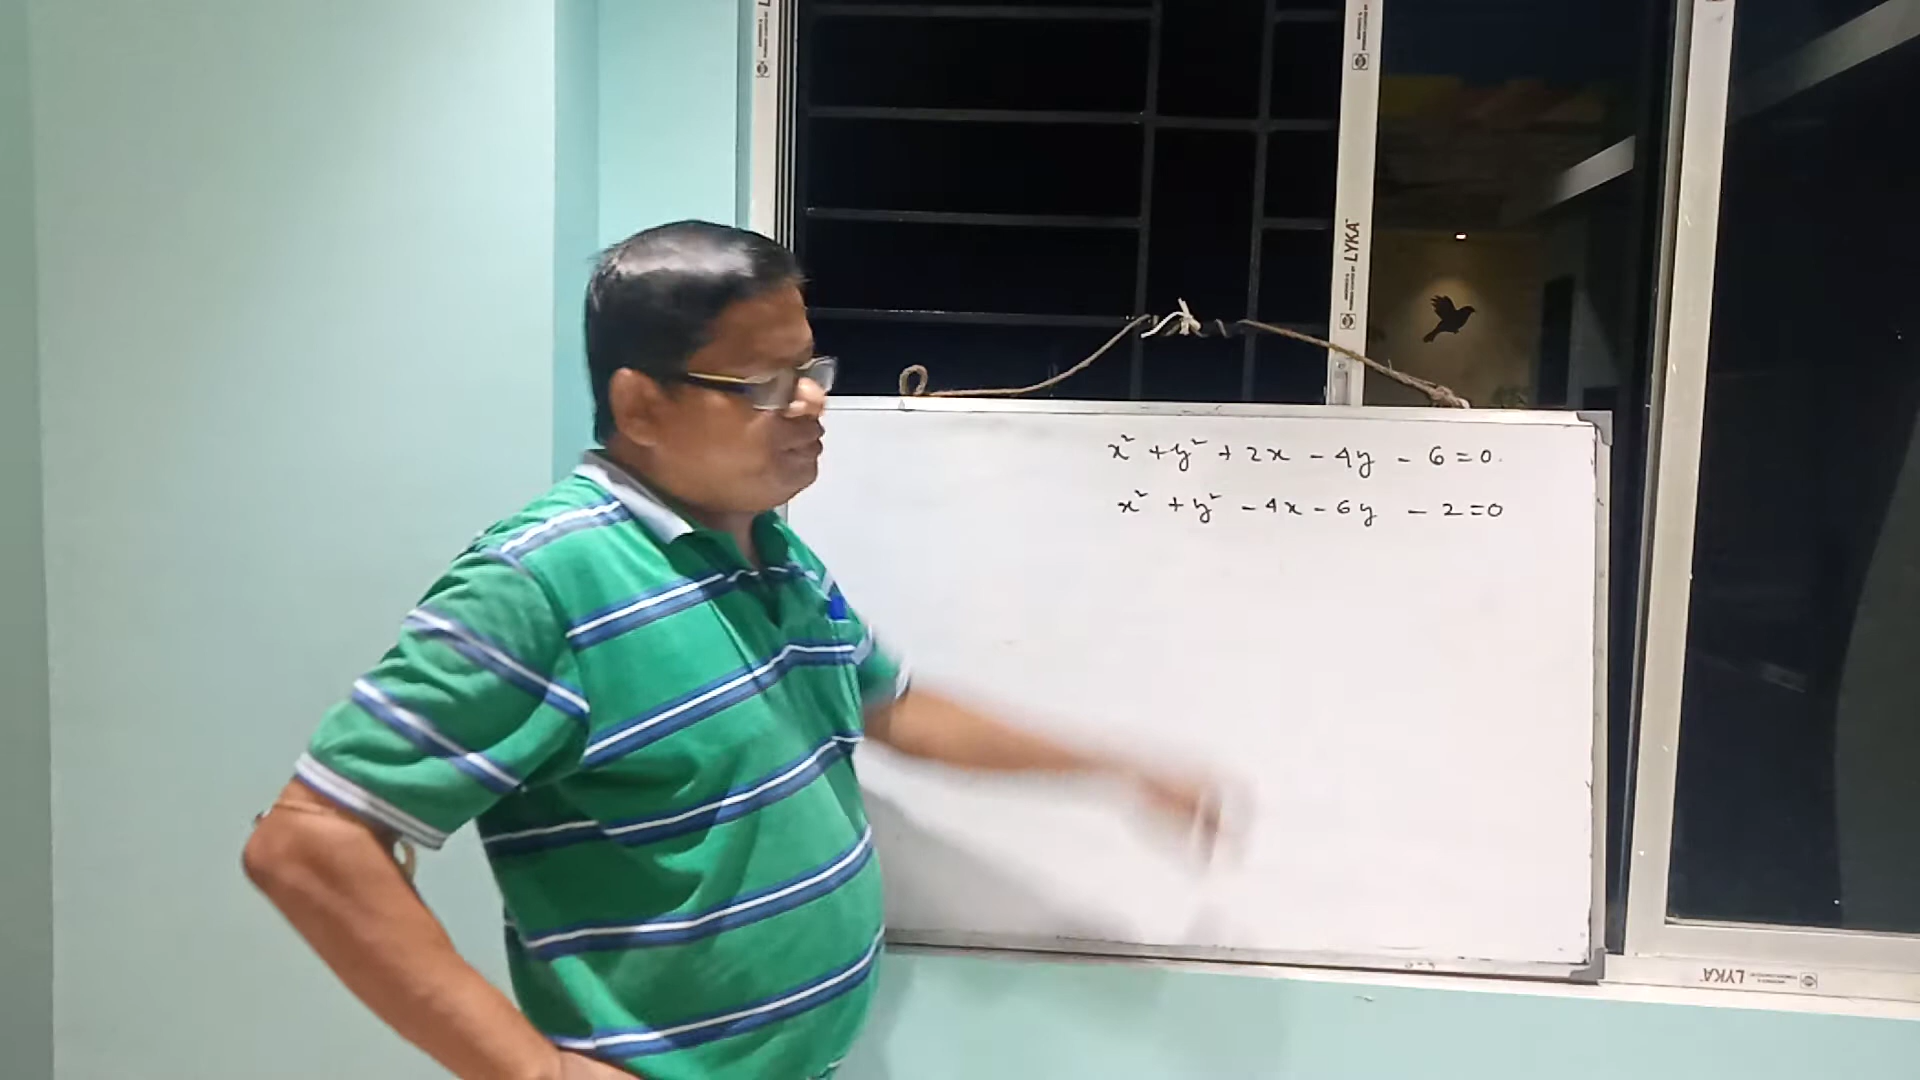 x² + y² + 2x - 4y - 6 = 0.
x² + y² - 4x - 6y - 2 = 0
LYKA
LYKA